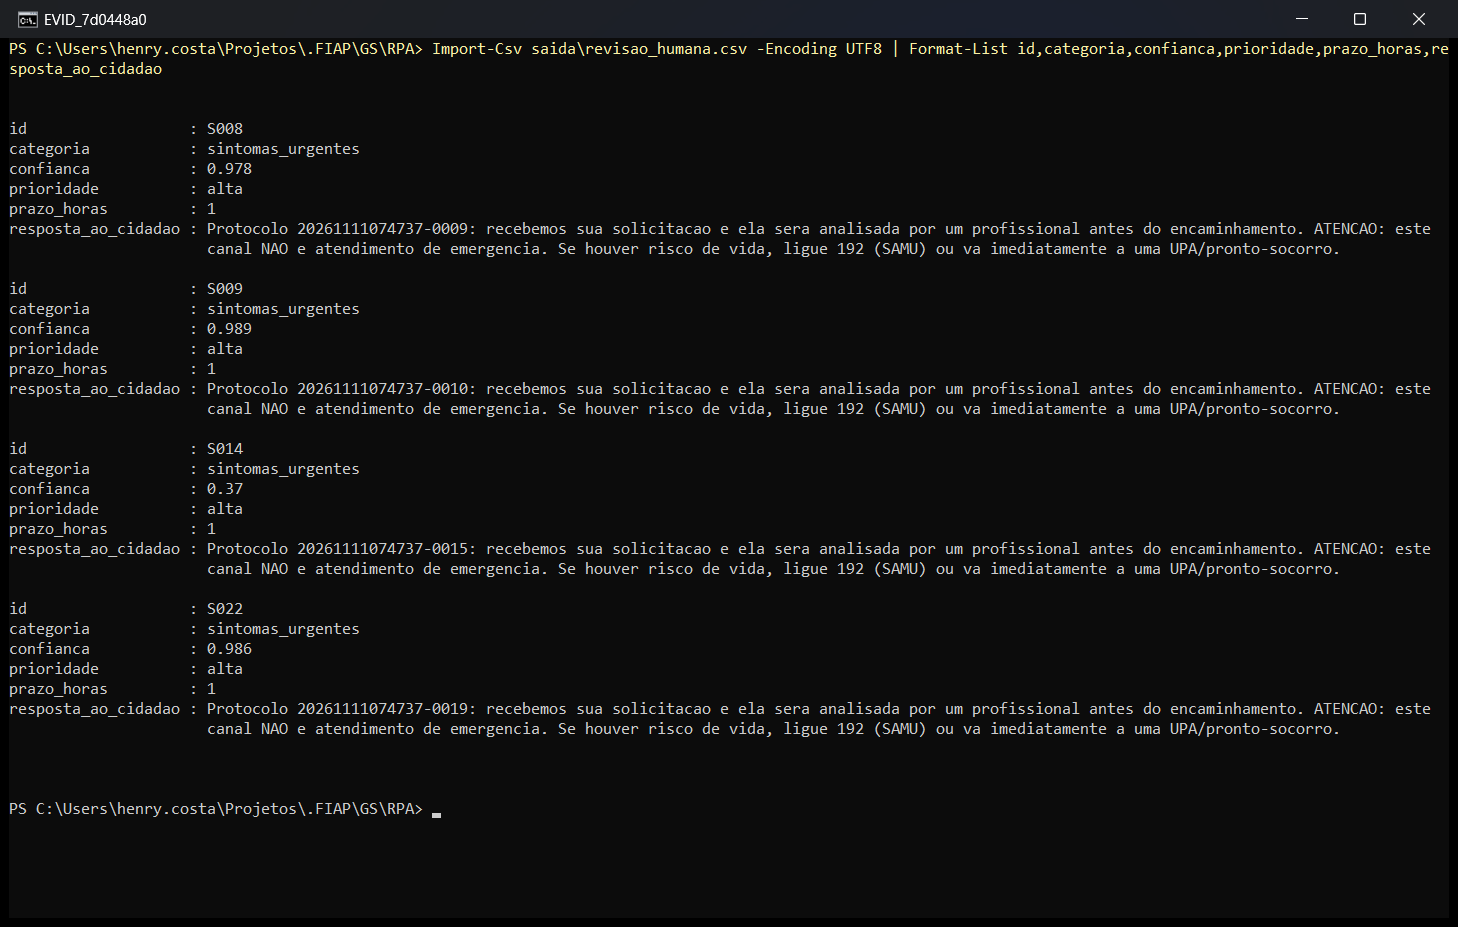 EVID_7d0448a0
PS C:\Users\henry.costa\Projetos\.FIAP\GS\RPA> Import-Csv saida\revisao_humana.csv -Encoding UTF8 | Format-List id,categoria,confianca,prioridade,prazo_horas,re
sposta_ao_cidadao
id                  : S008
categoria           : sintomas_urgentes
confianca           : 0.978
prioridade          : alta
prazo_horas         : 1
resposta_ao_cidadao : Protocolo 20261111074737-0009: recebemos sua solicitacao e ela sera analisada por um profissional antes do encaminhamento. ATENCAO: este
                      canal NAO e atendimento de emergencia. Se houver risco de vida, ligue 192 (SAMU) ou va imediatamente a uma UPA/pronto-socorro.
id                  : S009
categoria           : sintomas_urgentes
confianca           : 0.989
prioridade          : alta
prazo_horas         : 1
resposta_ao_cidadao : Protocolo 20261111074737-0010: recebemos sua solicitacao e ela sera analisada por um profissional antes do encaminhamento. ATENCAO: este
                      canal NAO e atendimento de emergencia. Se houver risco de vida, ligue 192 (SAMU) ou va imediatamente a uma UPA/pronto-socorro.
id                  : S014
categoria           : sintomas_urgentes
confianca           : 0.37
prioridade          : alta
prazo_horas         : 1
resposta_ao_cidadao : Protocolo 20261111074737-0015: recebemos sua solicitacao e ela sera analisada por um profissional antes do encaminhamento. ATENCAO: este
                      canal NAO e atendimento de emergencia. Se houver risco de vida, ligue 192 (SAMU) ou va imediatamente a uma UPA/pronto-socorro.
id                  : S022
categoria           : sintomas_urgentes
confianca           : 0.986
prioridade          : alta
prazo_horas         : 1
resposta_ao_cidadao : Protocolo 20261111074737-0019: recebemos sua solicitacao e ela sera analisada por um profissional antes do encaminhamento. ATENCAO: este
                      canal NAO e atendimento de emergencia. Se houver risco de vida, ligue 192 (SAMU) ou va imediatamente a uma UPA/pronto-socorro.
PS C:\Users\henry.costa\Projetos\.FIAP\GS\RPA>